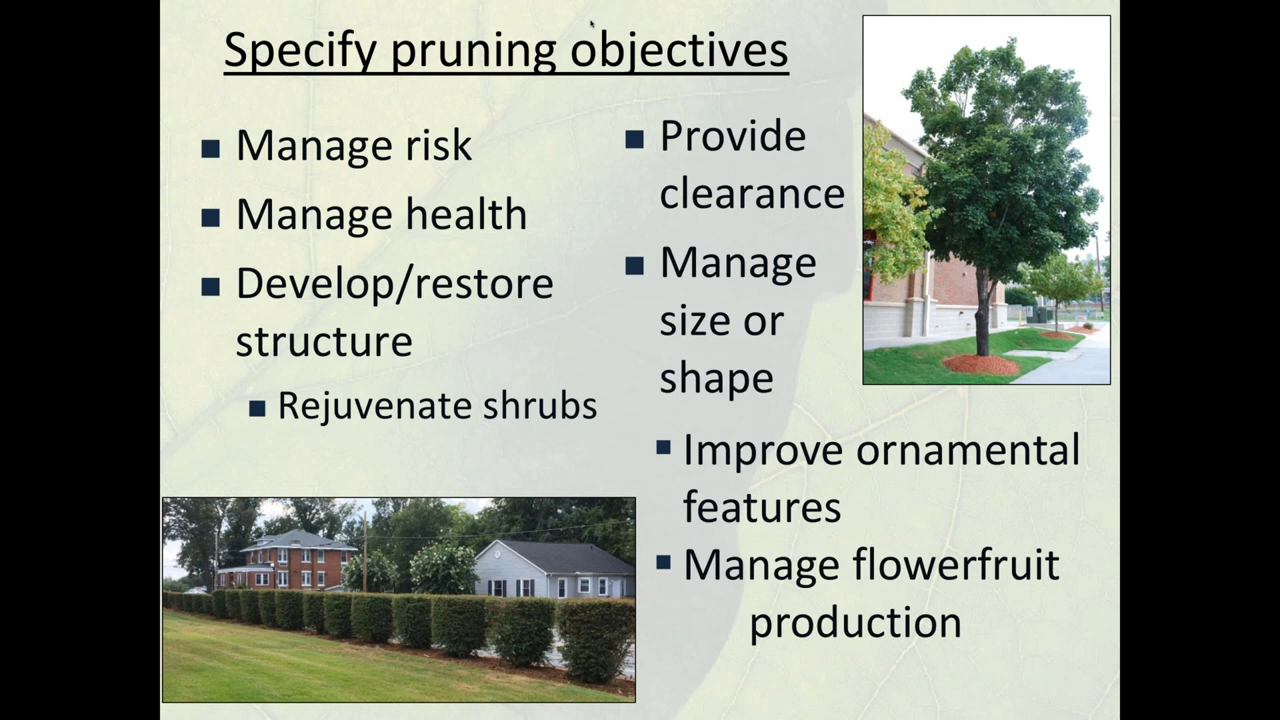 Specify pruning objectives
Manage risk
Manage health
Develop/restore
structure
Rejuvenate shrubs
Provide
clearance
Manage
size or
shape
Improve ornamental
features
Manage flowerfruit
production